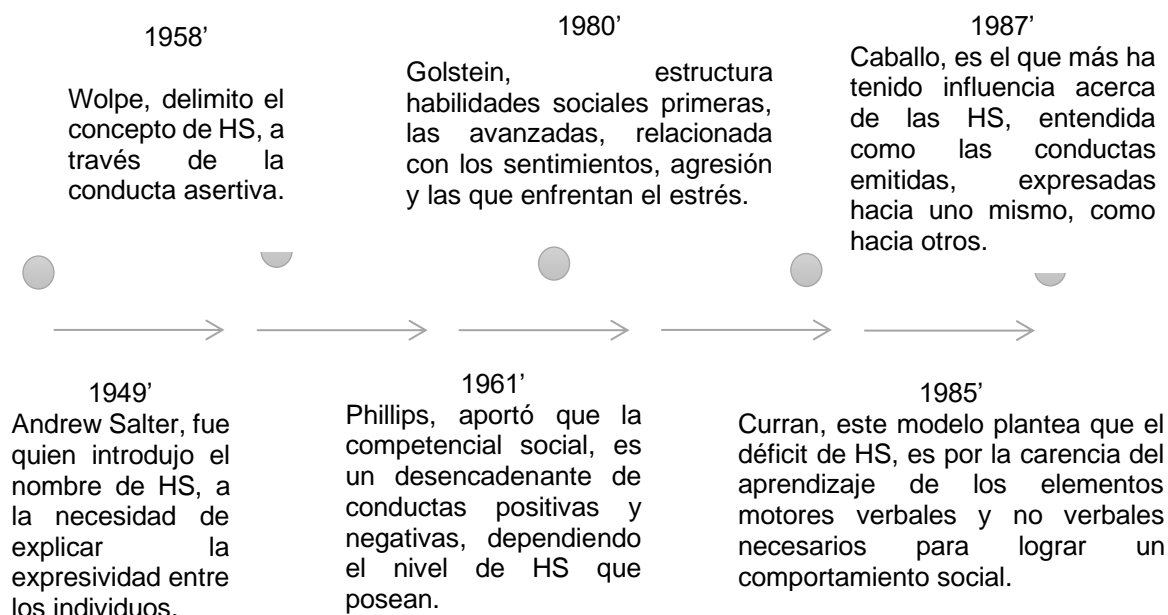 1958’
Wolpe, delimito el
concepto de HS, a
través de la
conducta asertiva.
1980’
Golstein, estructura
habilidades sociales primeras,
las avanzadas, relacionada
con los sentimientos, agresión
y las que enfrentan el estrés.
1987’
Caballo, es el que más ha
tenido influencia acerca
de las HS, entendida
como las conductas
emitidas, expresadas
hacia uno mismo, como
hacia otros.
1949’
Andrew Salter, fue
quien introdujo el
nombre de HS, a
la necesidad de
explicar la
expresividad entre
los individuos.
1961’
Phillips, aportó que la
competencial social, es
un desencadenante de
conductas positivas y
negativas, dependiendo
el nivel de HS que
posean.
1985’
Curran, este modelo plantea que el
déficit de HS, es por la carencia del
aprendizaje de los elementos
motores verbales y no verbales
necesarios para lograr un
comportamiento social.